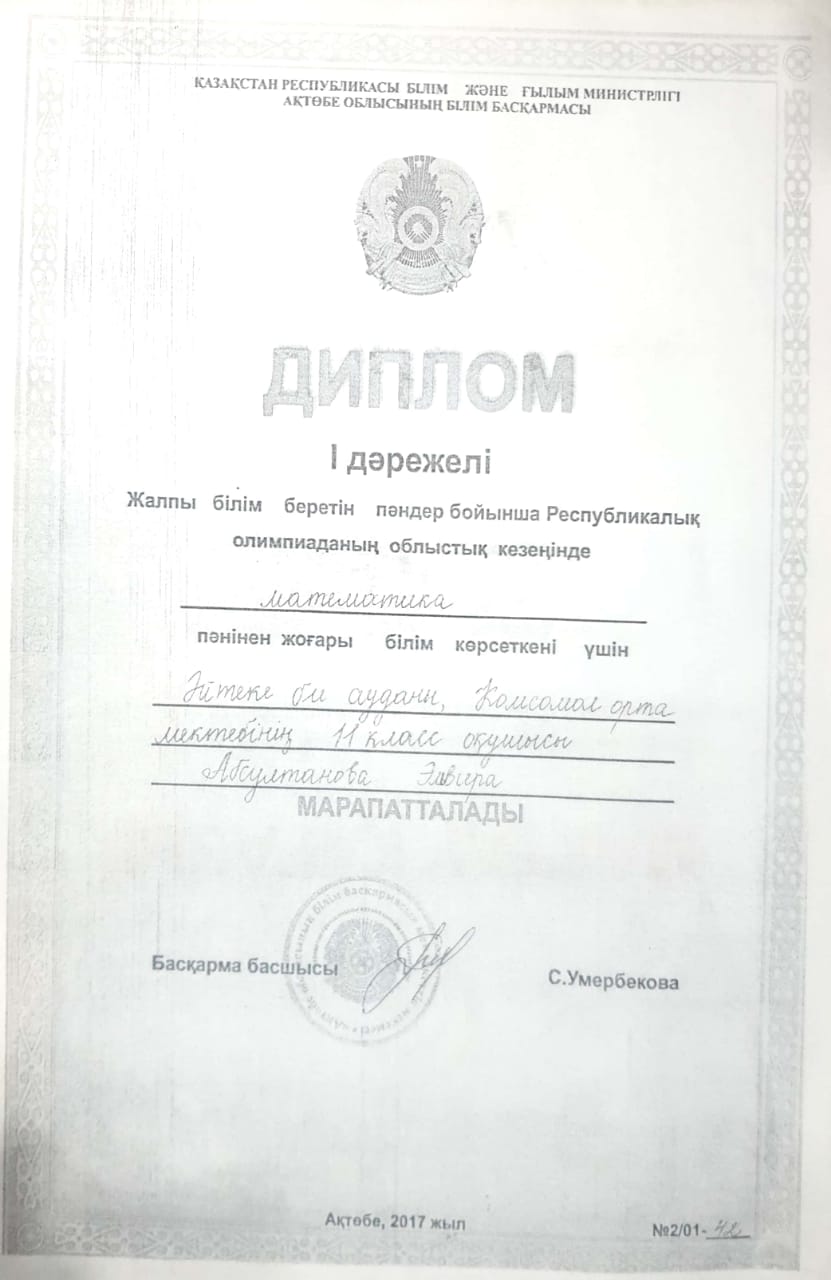 ҚАЗАҚСТАН РЕСПУБЛИКАСЫ БІЛІМ ЖӘНЕ ҒЫЛЫМ МИНИСТРЛІГІ
АҚТӨБЕ ОБЛЫСЫНЫҢ БІЛІМ БАСҚАРМАСЫ
ДИПЛОМ
І дәрежелі
Жалпы білім беретін пәндер бойынша Республикалық
олимпиаданың облыстық кезеңінде
математика
пәнінен жоғары білім көрсеткені үшін
Әйтеке би ауданы, Комсомол орта
мектебінің 11 класс оқушысы
Абсултанова Эльвира
МАРАПАТТАЛАДЫ
Басқарма басшысы
С.Умербекова
Ақтөбе, 2017 жыл
№2/01-42